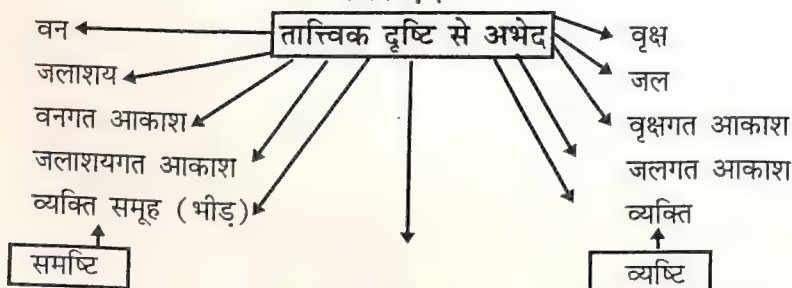 तात्त्विक दृष्टि से अभेद
वन
जलाशय
वनगत आकाश
जलाशयगत आकाश
व्यक्ति समूह (भीड़)
समष्टि
वृक्ष
जल
वृक्षगत आकाश
जलगत आकाश
व्यक्ति
व्यष्टि